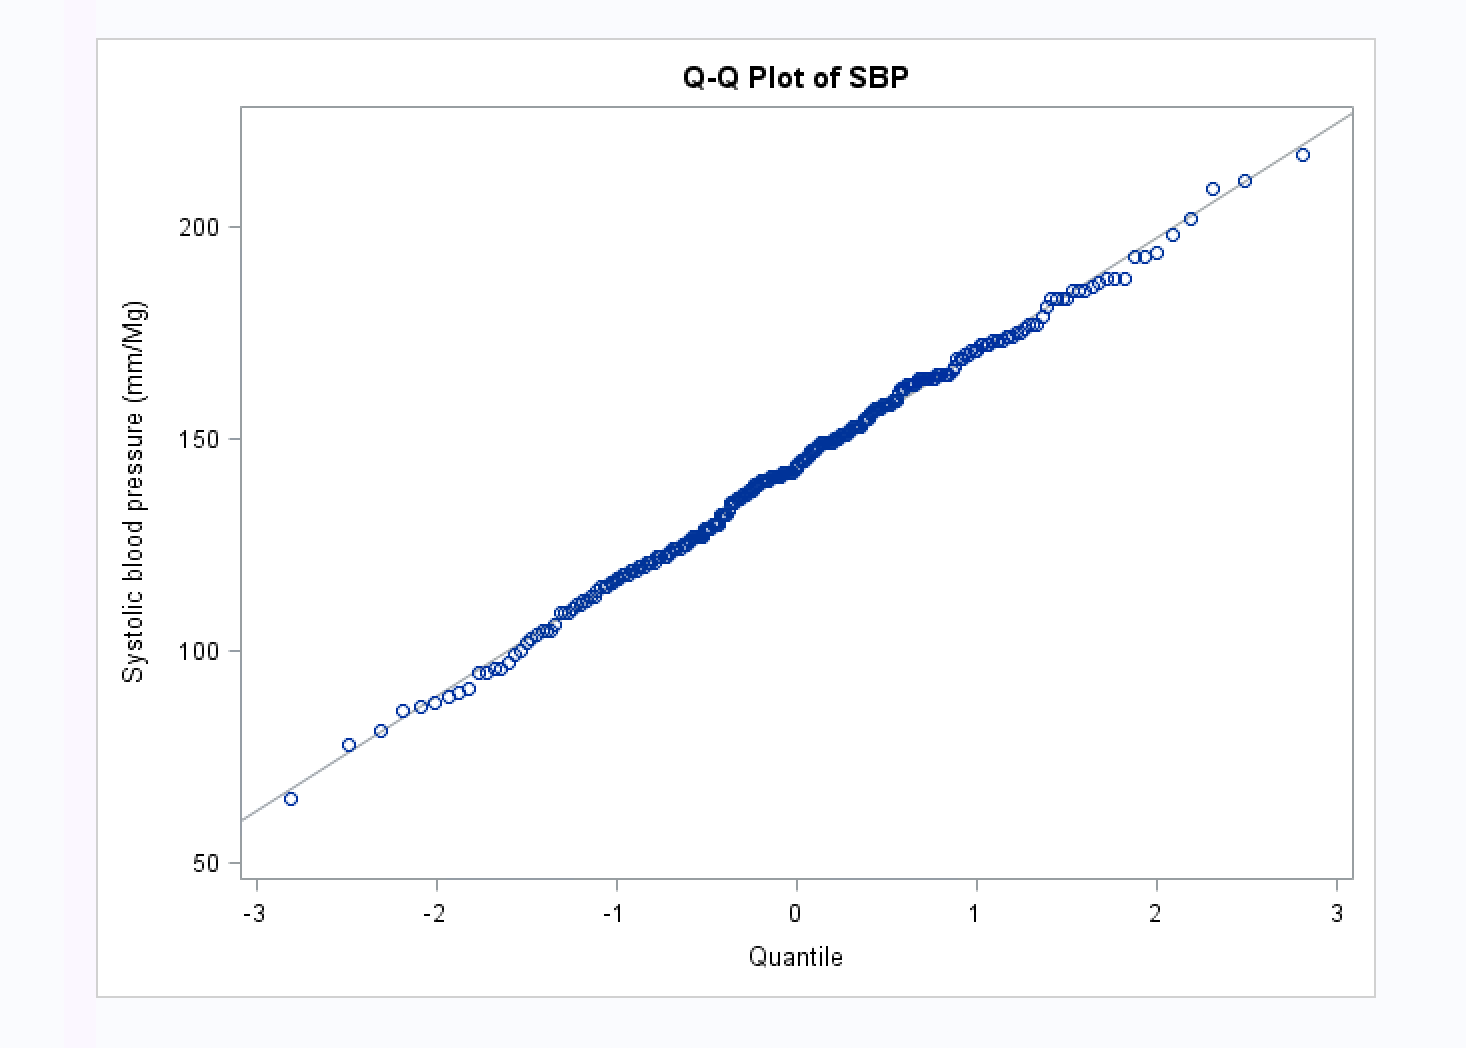 Q-Q Plot of SBP
Systolic blood pressure (mm/Mg)
200
150
100
50
-3 -2 -1 0 1 2 3
Quantile